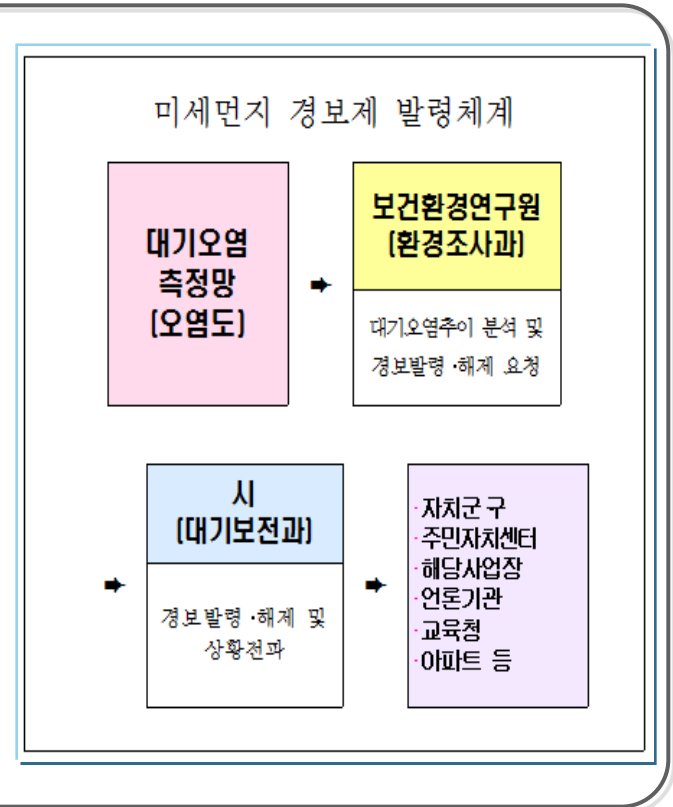 미세먼지 경보제 발령체계
대기오염
측정망
(오염도)
➨
보건환경연구원
(환경조사과)
대기오염추이 분석 및
경보발령·해제 요청
➨
시
(대기보전과)
경보발령·해제 및
상황전파
➨
·자치군 구
·주민자치센터
·해당사업장
·언론기관
·교육청
·아파트 등